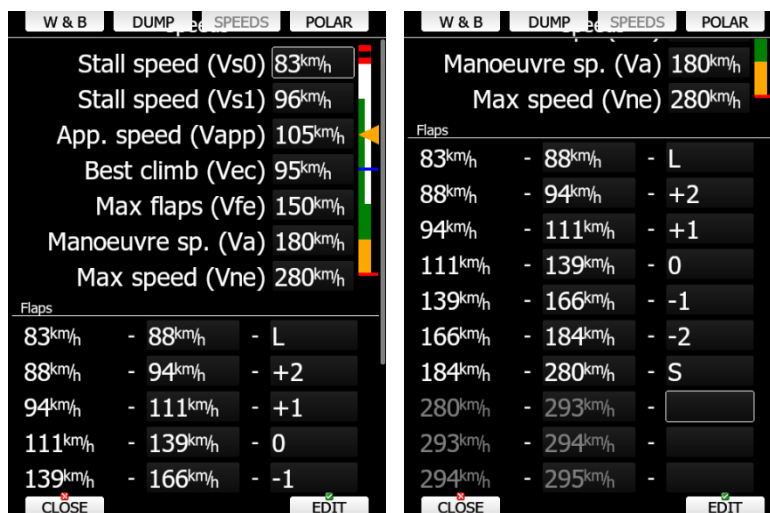 W & B DUMP SPEEDS POLAR
Speeds
Stall speed (Vs0) 83km/h
Stall speed (Vs1) 96km/h
App. speed (Vapp) 105km/h
Best climb (Vec) 95km/h
Max flaps (Vfe) 150km/h
Manoeuvre sp. (Va) 180km/h
Max speed (Vne) 280km/h
Flaps
83km/h - 88km/h - L
88km/h - 94km/h - +2
94km/h - 111km/h - +1
111km/h - 139km/h - 0
139km/h - 166km/h - -1
CLOSE EDIT
W & B DUMP SPEEDS POLAR
Manoeuvre sp. (Va) 180km/h
Max speed (Vne) 280km/h
Flaps
83km/h - 88km/h - L
88km/h - 94km/h - +2
94km/h - 111km/h - +1
111km/h - 139km/h - 0
139km/h - 166km/h - -1
166km/h - 184km/h - -2
184km/h - 280km/h - S
280km/h - 293km/h -
293km/h - 294km/h -
294km/h - 295km/h -
CLOSE EDIT